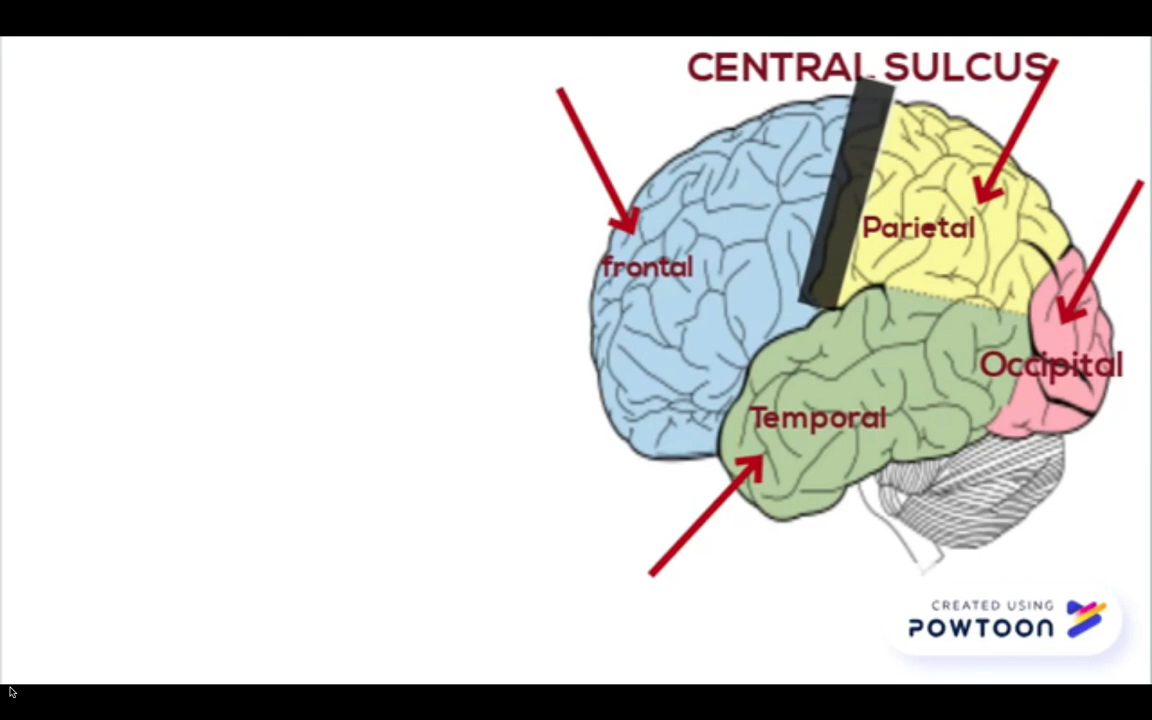 CENTRAL SULCUS
Parietal
frontal
Occipital
Temporal
CREATED USING
POWTOON